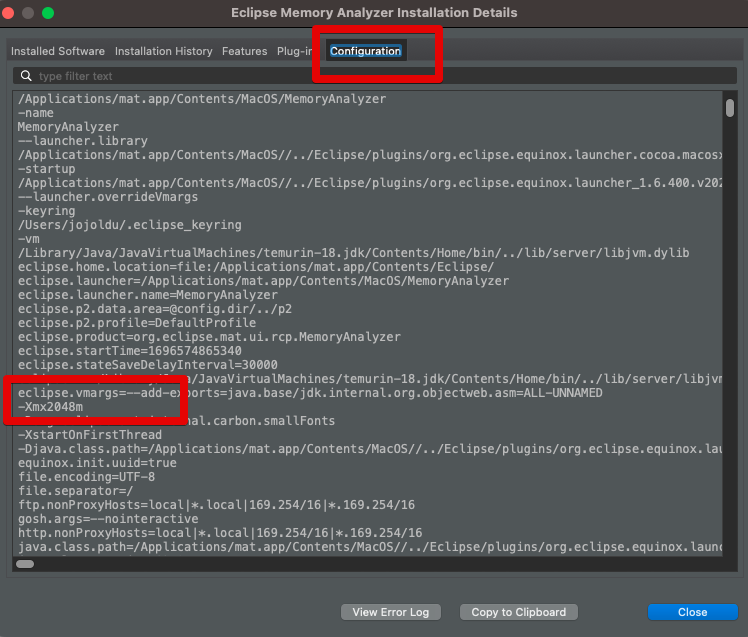 Eclipse Memory Analyzer Installation Details
Installed Software Installation History Features Plug-in Configuration
type filter text
/Applications/mat.app/Contents/MacOS/MemoryAnalyzer
-name
MemoryAnalyzer
--launcher.library
/Applications/mat.app/Contents/MacOS//../Eclipse/plugins/org.eclipse.equinox.launcher.cocoa.macosx
-startup
/Applications/mat.app/Contents/MacOS//../Eclipse/plugins/org.eclipse.equinox.launcher_1.6.400.v202
--launcher.overrideVmargs
-keyring
/Users/jojoldu/.eclipse_keyring
-vm
/Library/Java/JavaVirtualMachines/temurin-18.jdk/Contents/Home/bin/../lib/server/libjvm.dylib
eclipse.home.location=file:/Applications/mat.app/Contents/Eclipse/
eclipse.launcher=/Applications/mat.app/Contents/MacOS/MemoryAnalyzer
eclipse.launcher.name=MemoryAnalyzer
eclipse.p2.data.area=@config.dir/../p2
eclipse.p2.profile=DefaultProfile
eclipse.product=org.eclipse.mat.ui.rcp.MemoryAnalyzer
eclipse.startTime=1696574865340
eclipse.stateSaveDelayInterval=30000
/Java/JavaVirtualMachines/temurin-18.jdk/Contents/Home/bin/../lib/server/libjvm
eclipse.vmargs=--add-exports=java.base/jdk.internal.org.objectweb.asm=ALL-UNNAMED
-Xmx2048m
.carbon.smallFonts
-XstartOnFirstThread
-Djava.class.path=/Applications/mat.app/Contents/MacOS//../Eclipse/plugins/org.eclipse.equinox.lau
equinox.init.uuid=true
file.encoding=UTF-8
file.separator=/
ftp.nonProxyHosts=local|*.local|169.254/16|*.169.254/16
gosh.args=--nointeractive
http.nonProxyHosts=local|*.local|169.254/16|*.169.254/16
java.class.path=/Applications/mat.app/Contents/MacOS//../Eclipse/plugins/org.eclipse.equinox.launc
View Error Log Copy to Clipboard Close